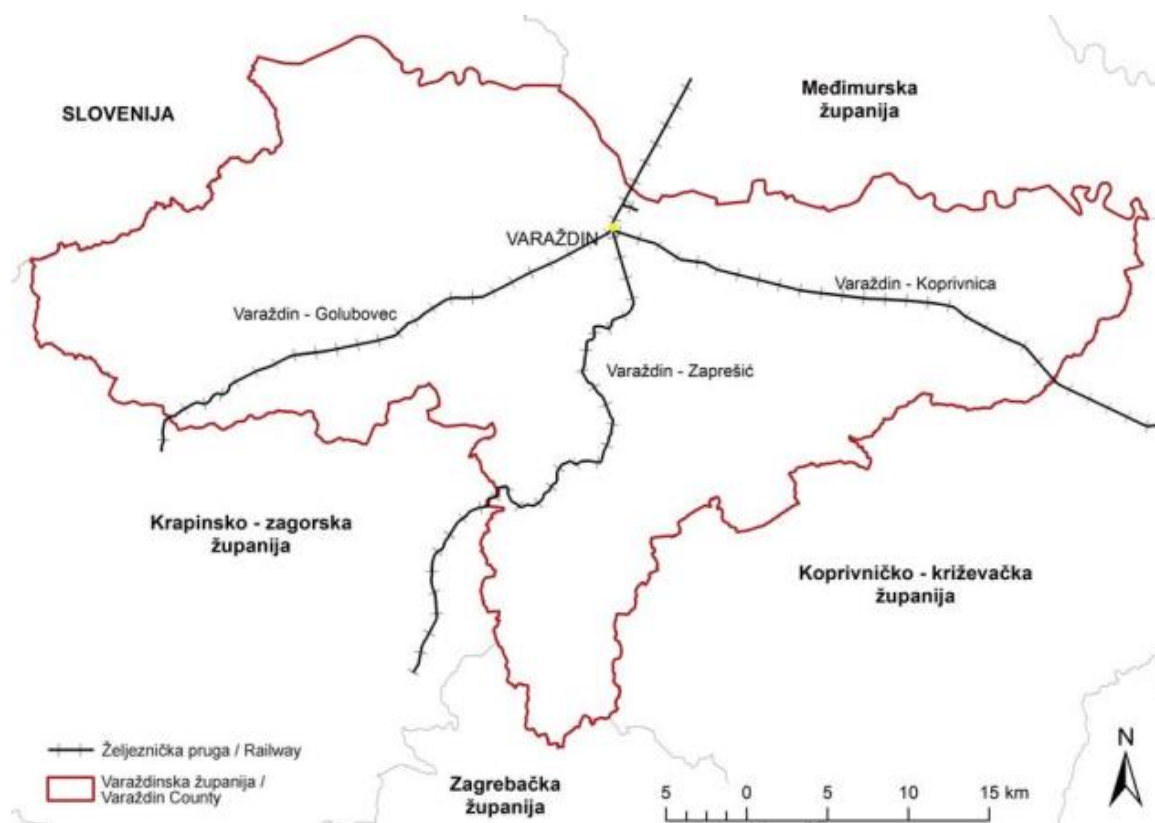 SLOVENIJA
Međimurska
županija
VARAŽDIN
Varaždin - Koprivnica
Varaždin - Golubovec
Varaždin - Zaprešić
Krapinsko - zagorska
županija
Koprivničko - križevačka
županija
Željeznička pruga / Railway
Varaždinska županija /
Varaždin County
Zagrebačka
županija
5 0 5 10 15 km
N